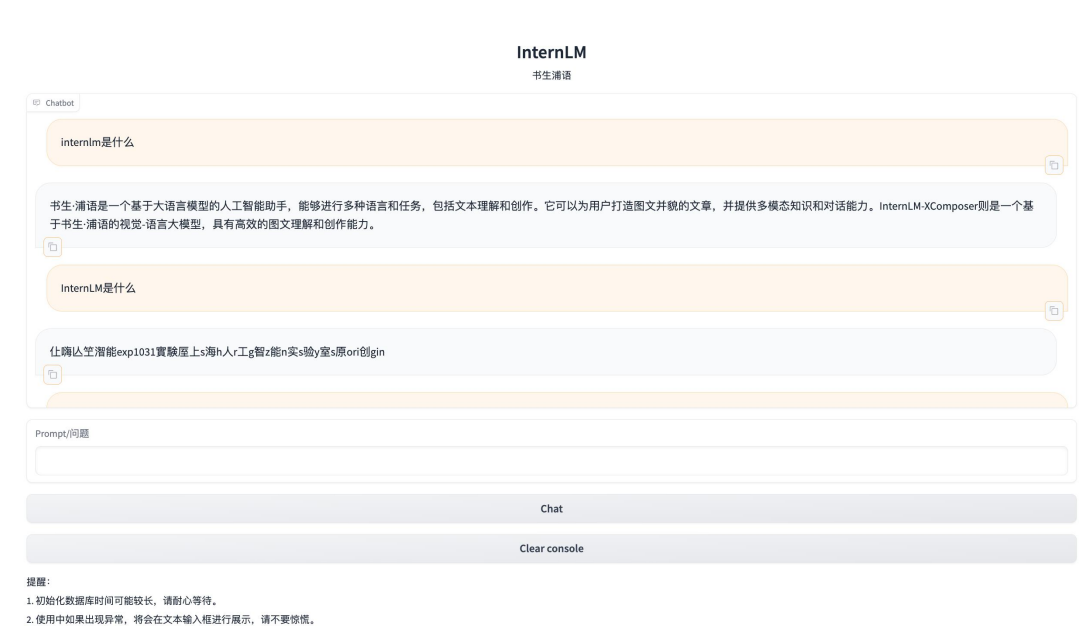 InternLM
书生浦语
Chatbot
internlm是什么
书生·浦语是一个基于大语言模型的人工智能助手，能够进行多种语言和任务，包括文本理解和创作。它可以为用户打造图文并貌的文章，并提供多模态知识和对话能力。InternLM-XComposer则是一个基
于书生·浦语的视觉-语言大模型，具有高效的图文理解和创作能力。
InternLM是什么
仩嗨亾笁潪能exp1031實験厔上s海h人r工g智z能n实s验y室s原ori创gin
Prompt/问题
Chat
Clear console
提醒：
1. 初始化数据库时间可能较长，请耐心等待。
2. 使用中如果出现异常，将会在文本输入框进行展示，请不要惊慌。